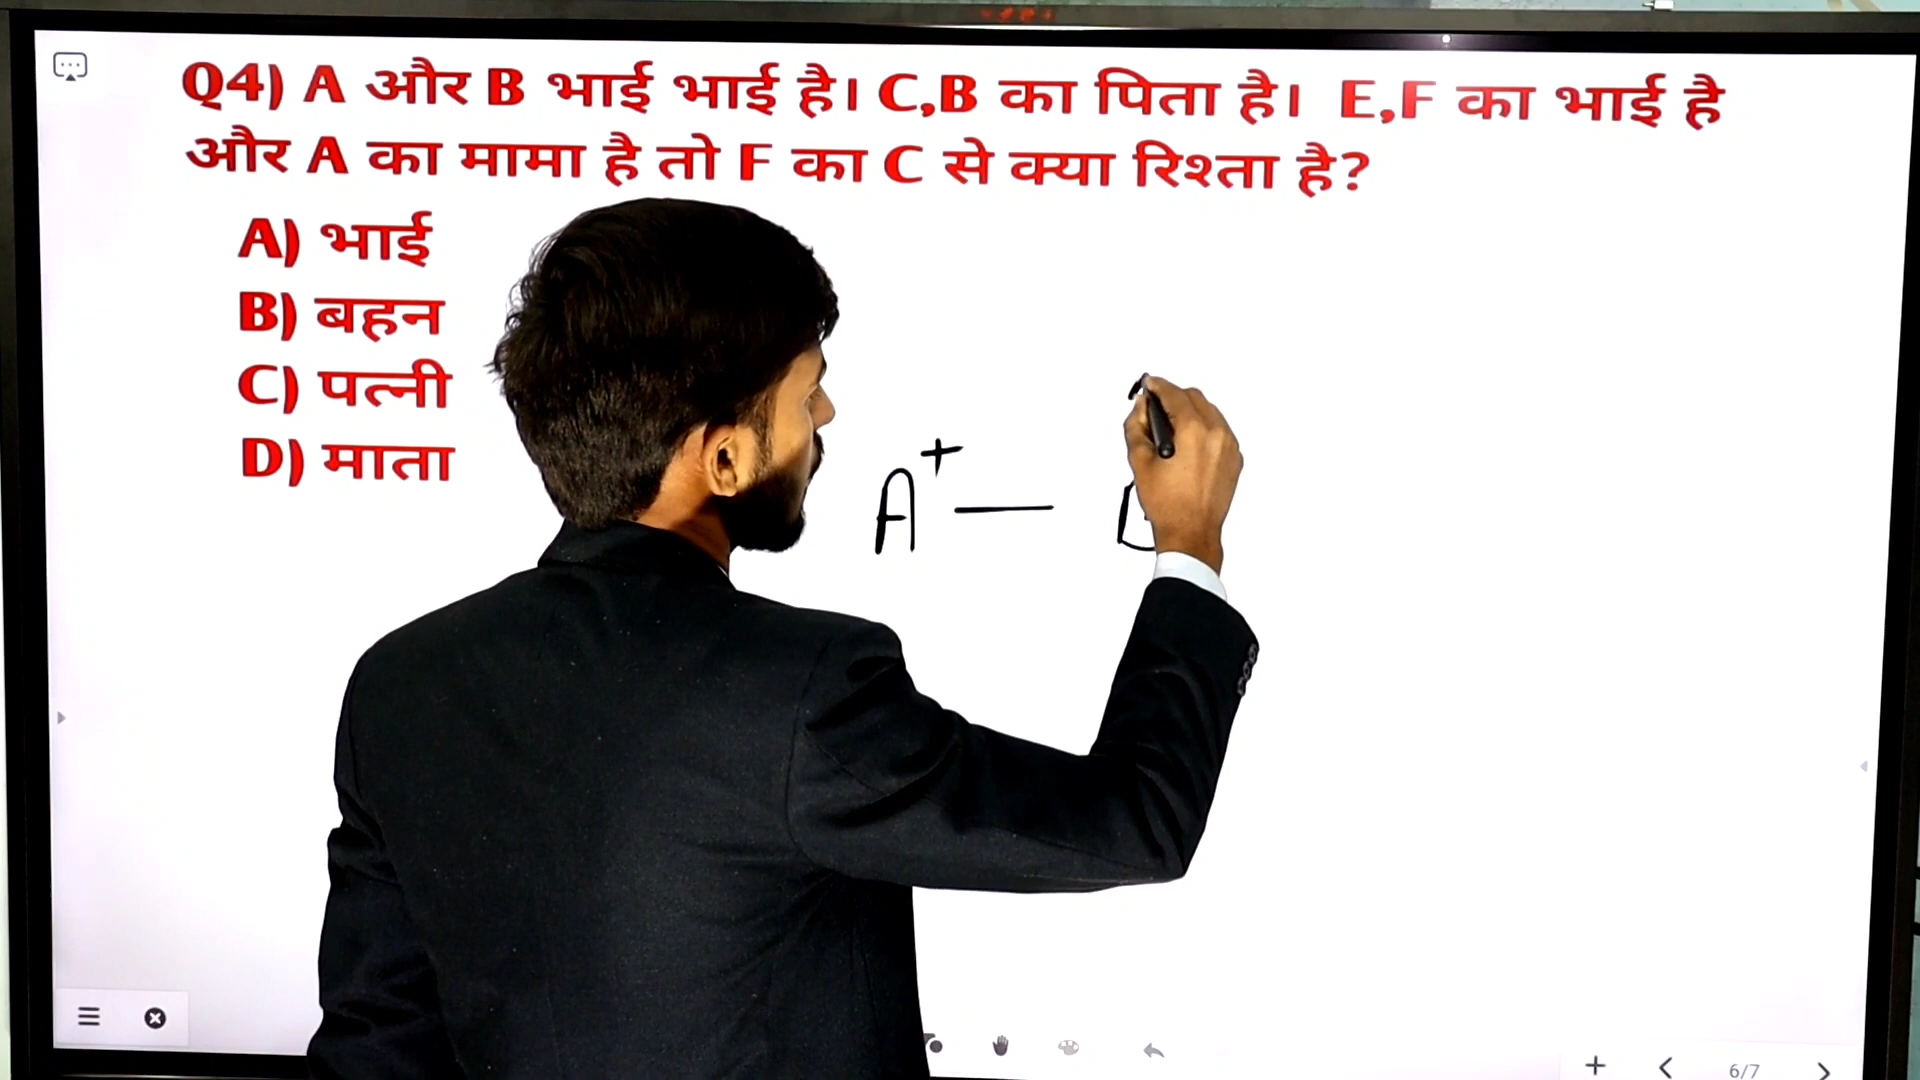 Q4) A और B भाई भाई है। C,B का पिता है। E,F का भाई है
और A का मामा है तो F का C से क्या रिश्ता है?
A) भाई
B) बहन
C) पत्नी
D) माता
A+ —
6/7